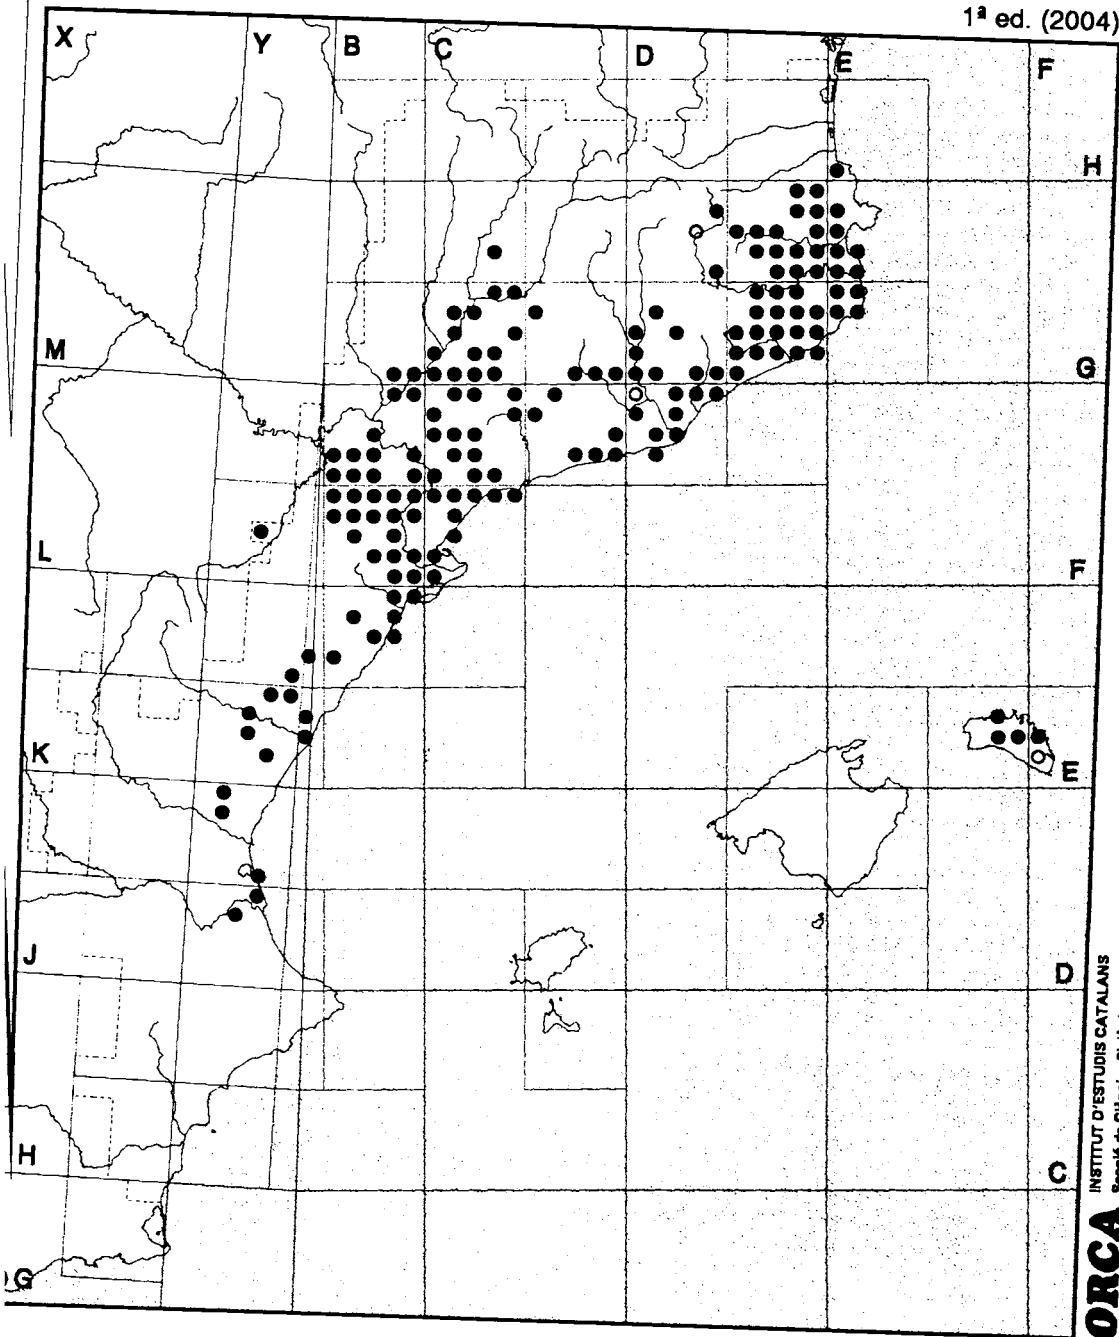 1ª ed. (2004)
X Y B C D E F
H
M G
L F
K E
J D
H C
G
ORCA INSTITUT D'ESTUDIS CATALANS